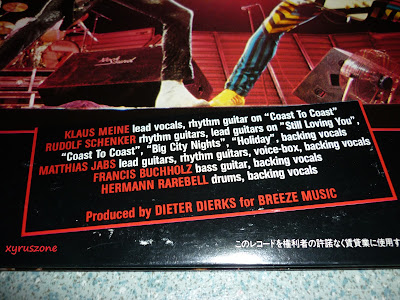 KLAUS MEINE lead vocals, rhythm guitar on "Coast To Coast"
RUDOLF SCHENKER rhythm guitars, lead guitars on "Still Loving You",
"Coast To Coast", "Big City Nights", "Holiday", backing vocals
MATTHIAS JABS lead guitars, rhythm guitars, voice-box, backing vocals
FRANCIS BUCHHOLZ bass guitar, backing vocals
HERMANN RAREBELL drums, backing vocals
Produced by DIETER DIERKS for BREEZE MUSIC
xyruszone
このレコードを権利者の許諾なく賃貸業に使用す